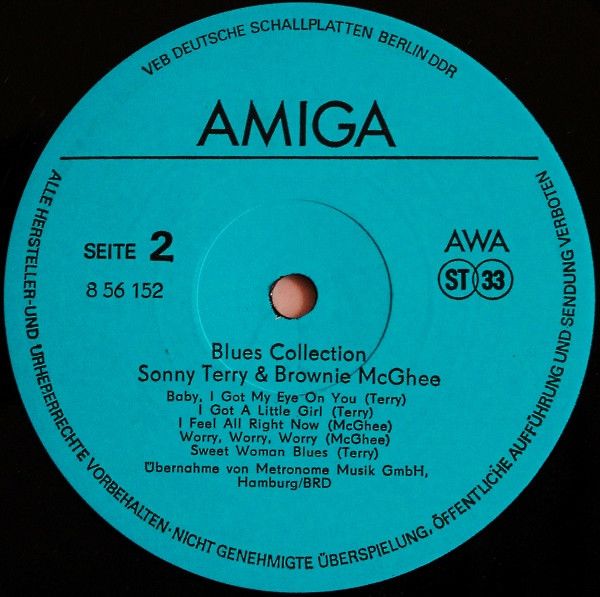 VEB DEUTSCHE SCHALLPLATTEN BERLIN DDR
AMIGA
SEITE 2
8 56 152
AWA
ST 33
Blues Collection
Sonny Terry & Brownie McGhee
Baby, I Got My Eye On You (Terry)
I Got A Little Girl (Terry)
I Feel All Right Now (McGhee)
Worry, Worry, Worry (McGhee)
Sweet Woman Blues (Terry)
Übernahme von Metronome Musik GmbH,
Hamburg/BRD
ALLE HERSTELLER-UND URHEBERRECHTE VORBEHALTEN·NICHT GENEHMIGTE ÜBERSPIELUNG, ÖFFENTLICHE AUFFÜHRUNG UND SENDUNG VERBOTEN